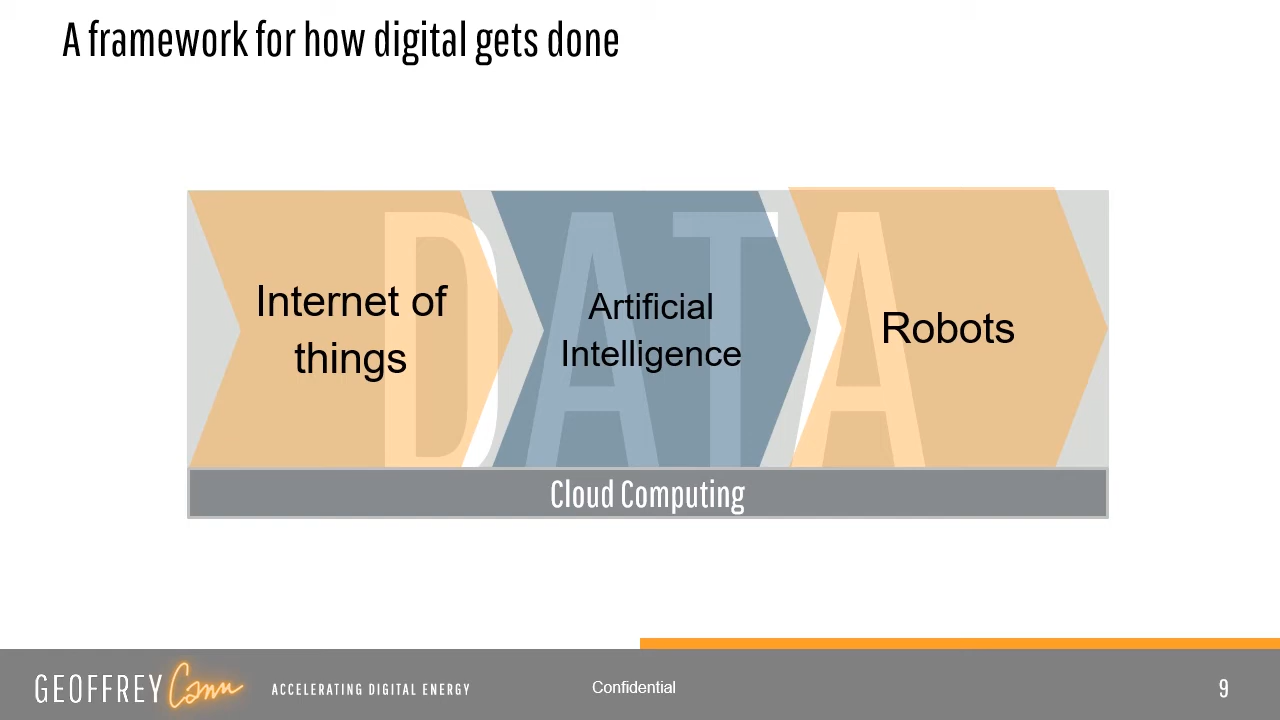 A framework for how digital gets done
DATA
Internet of
things
Artificial
Intelligence
Robots
Cloud Computing
GEOFFREY Cann ACCELERATING DIGITAL ENERGY
Confidential
9